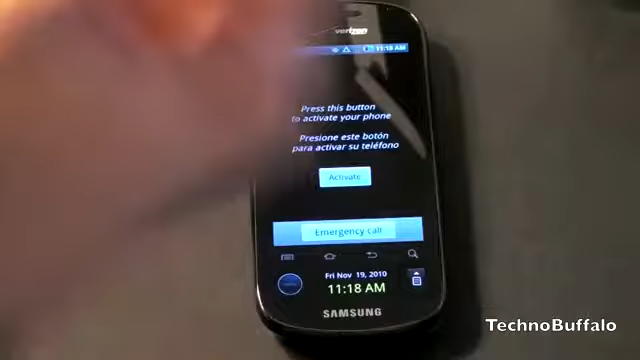 verizon
11:18 AM
Press this button
to activate your phone
Presione este botón
para activar su teléfono
Activate
Emergency call
Fri Nov 19, 2010
11:18 AM
SAMSUNG
TechnoBuffalo